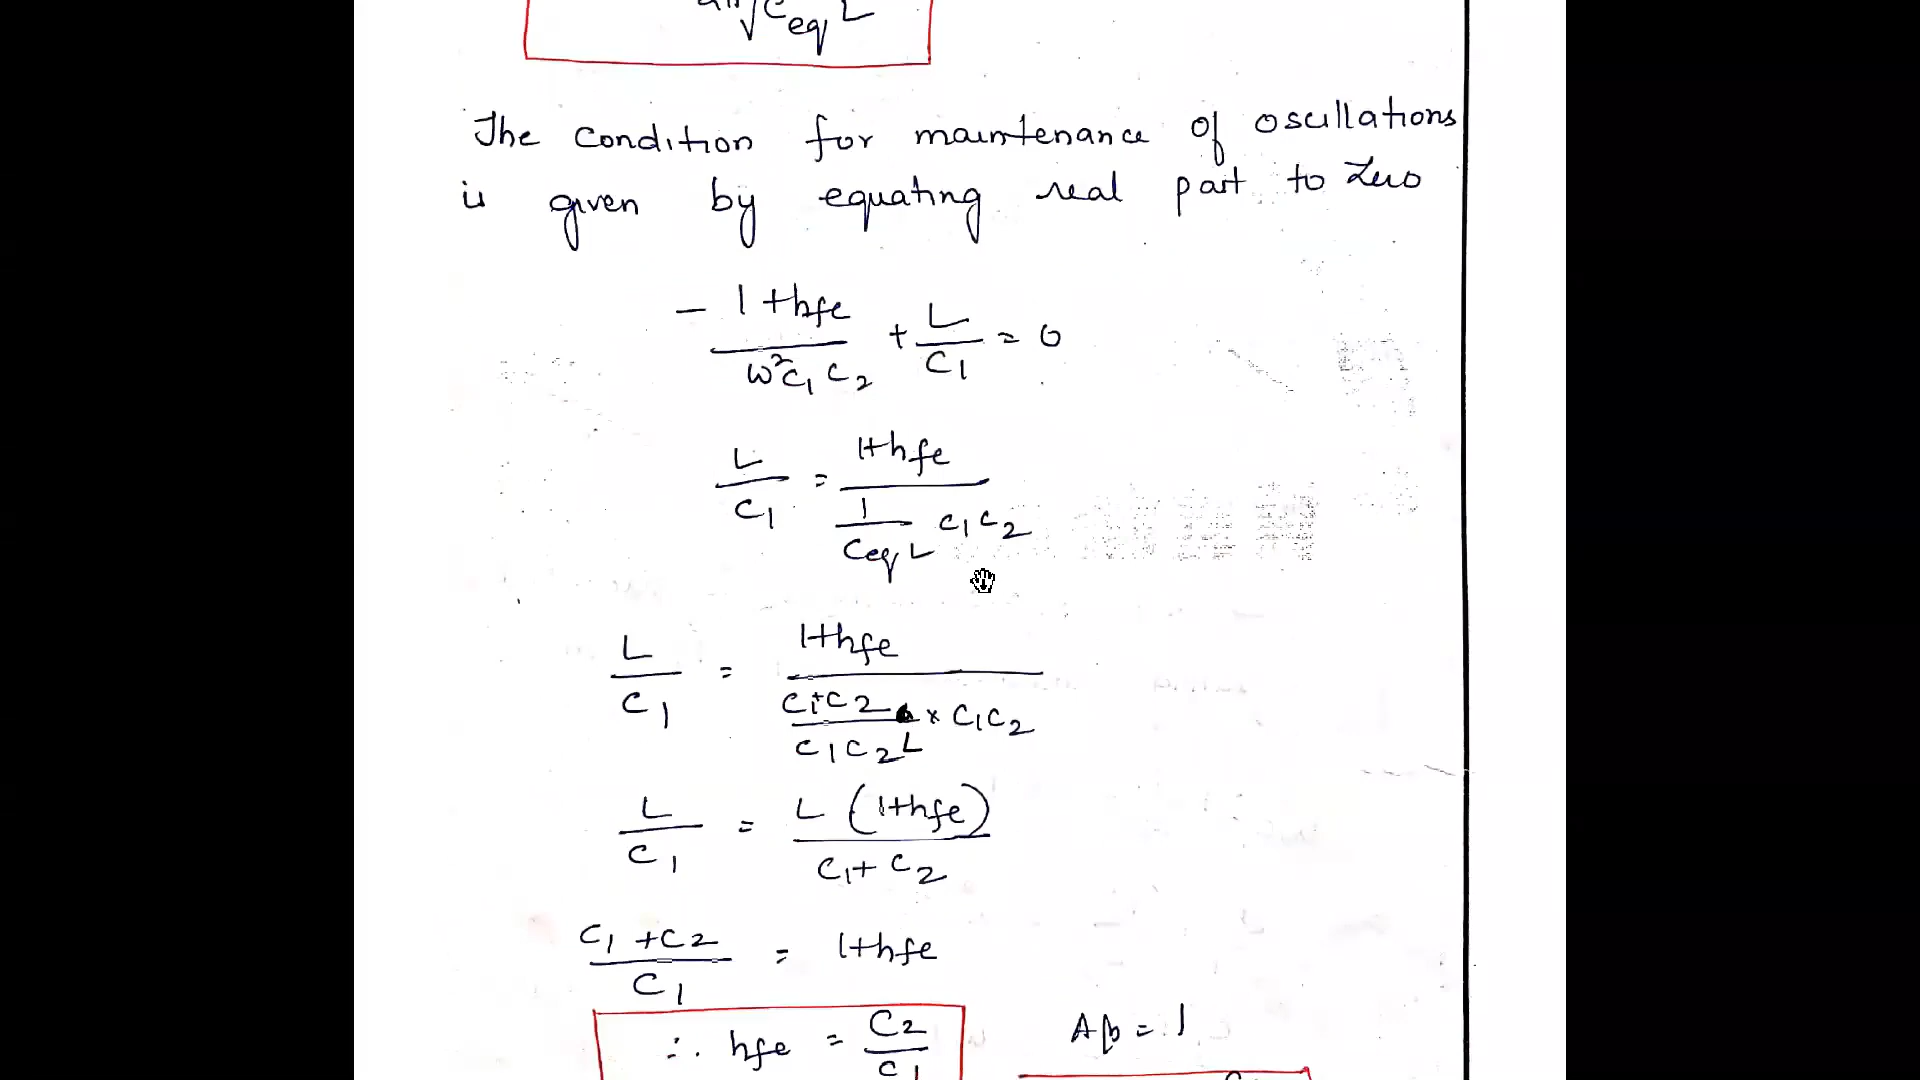 √Ceq L
The condition for maintenance of oscillations
is given by equating real part to zero
- 1+hfe / ω²C1C2 + L/C1 = 0
L/C1 = 1+hfe / (1/(Ceq L)) C1C2
L/C1 = 1+hfe / ((C1+C2)/(C1C2L)) × C1C2
L/C1 = L(1+hfe) / C1+C2
C1+C2 / C1 = 1+hfe
∴ hfe = C2/C1
Aβ = 1